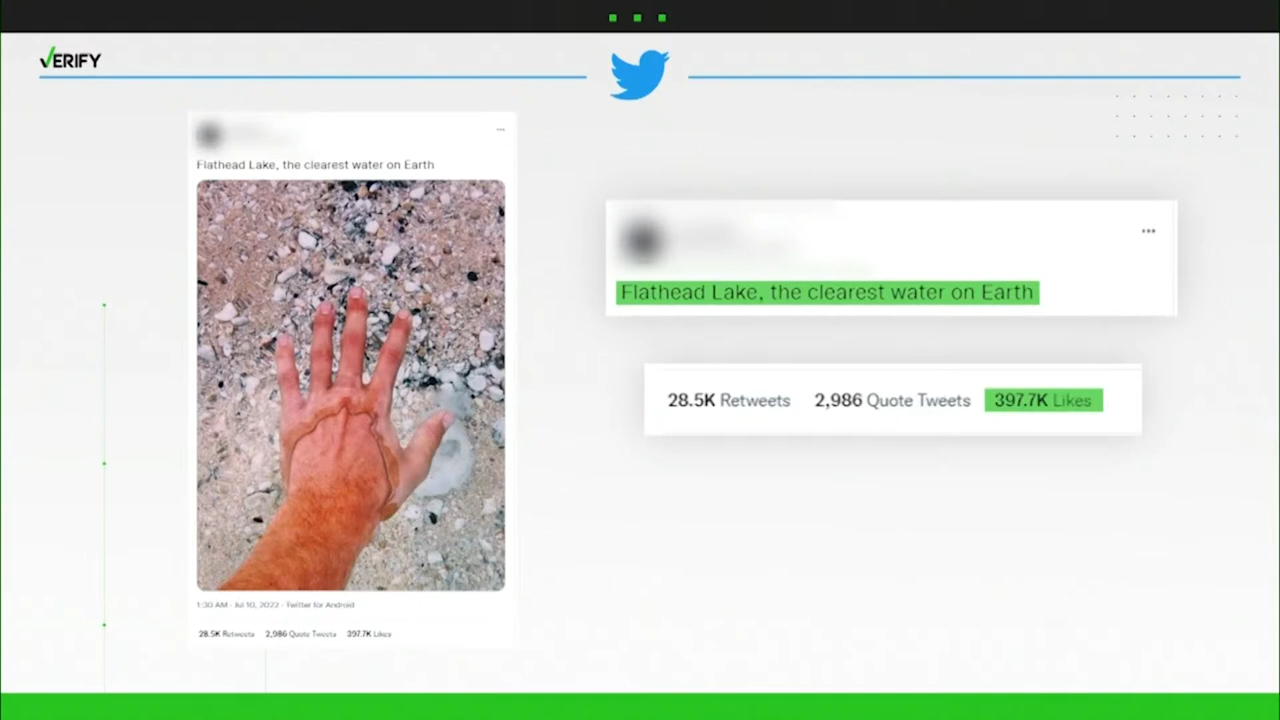 VERIFY
Flathead Lake, the clearest water on Earth
1:30 AM · Jul 10, 2022 · Twitter for Android
28.5K Retweets 2,986 Quote Tweets 397.7K Likes
Flathead Lake, the clearest water on Earth
28.5K Retweets 2,986 Quote Tweets 397.7K Likes